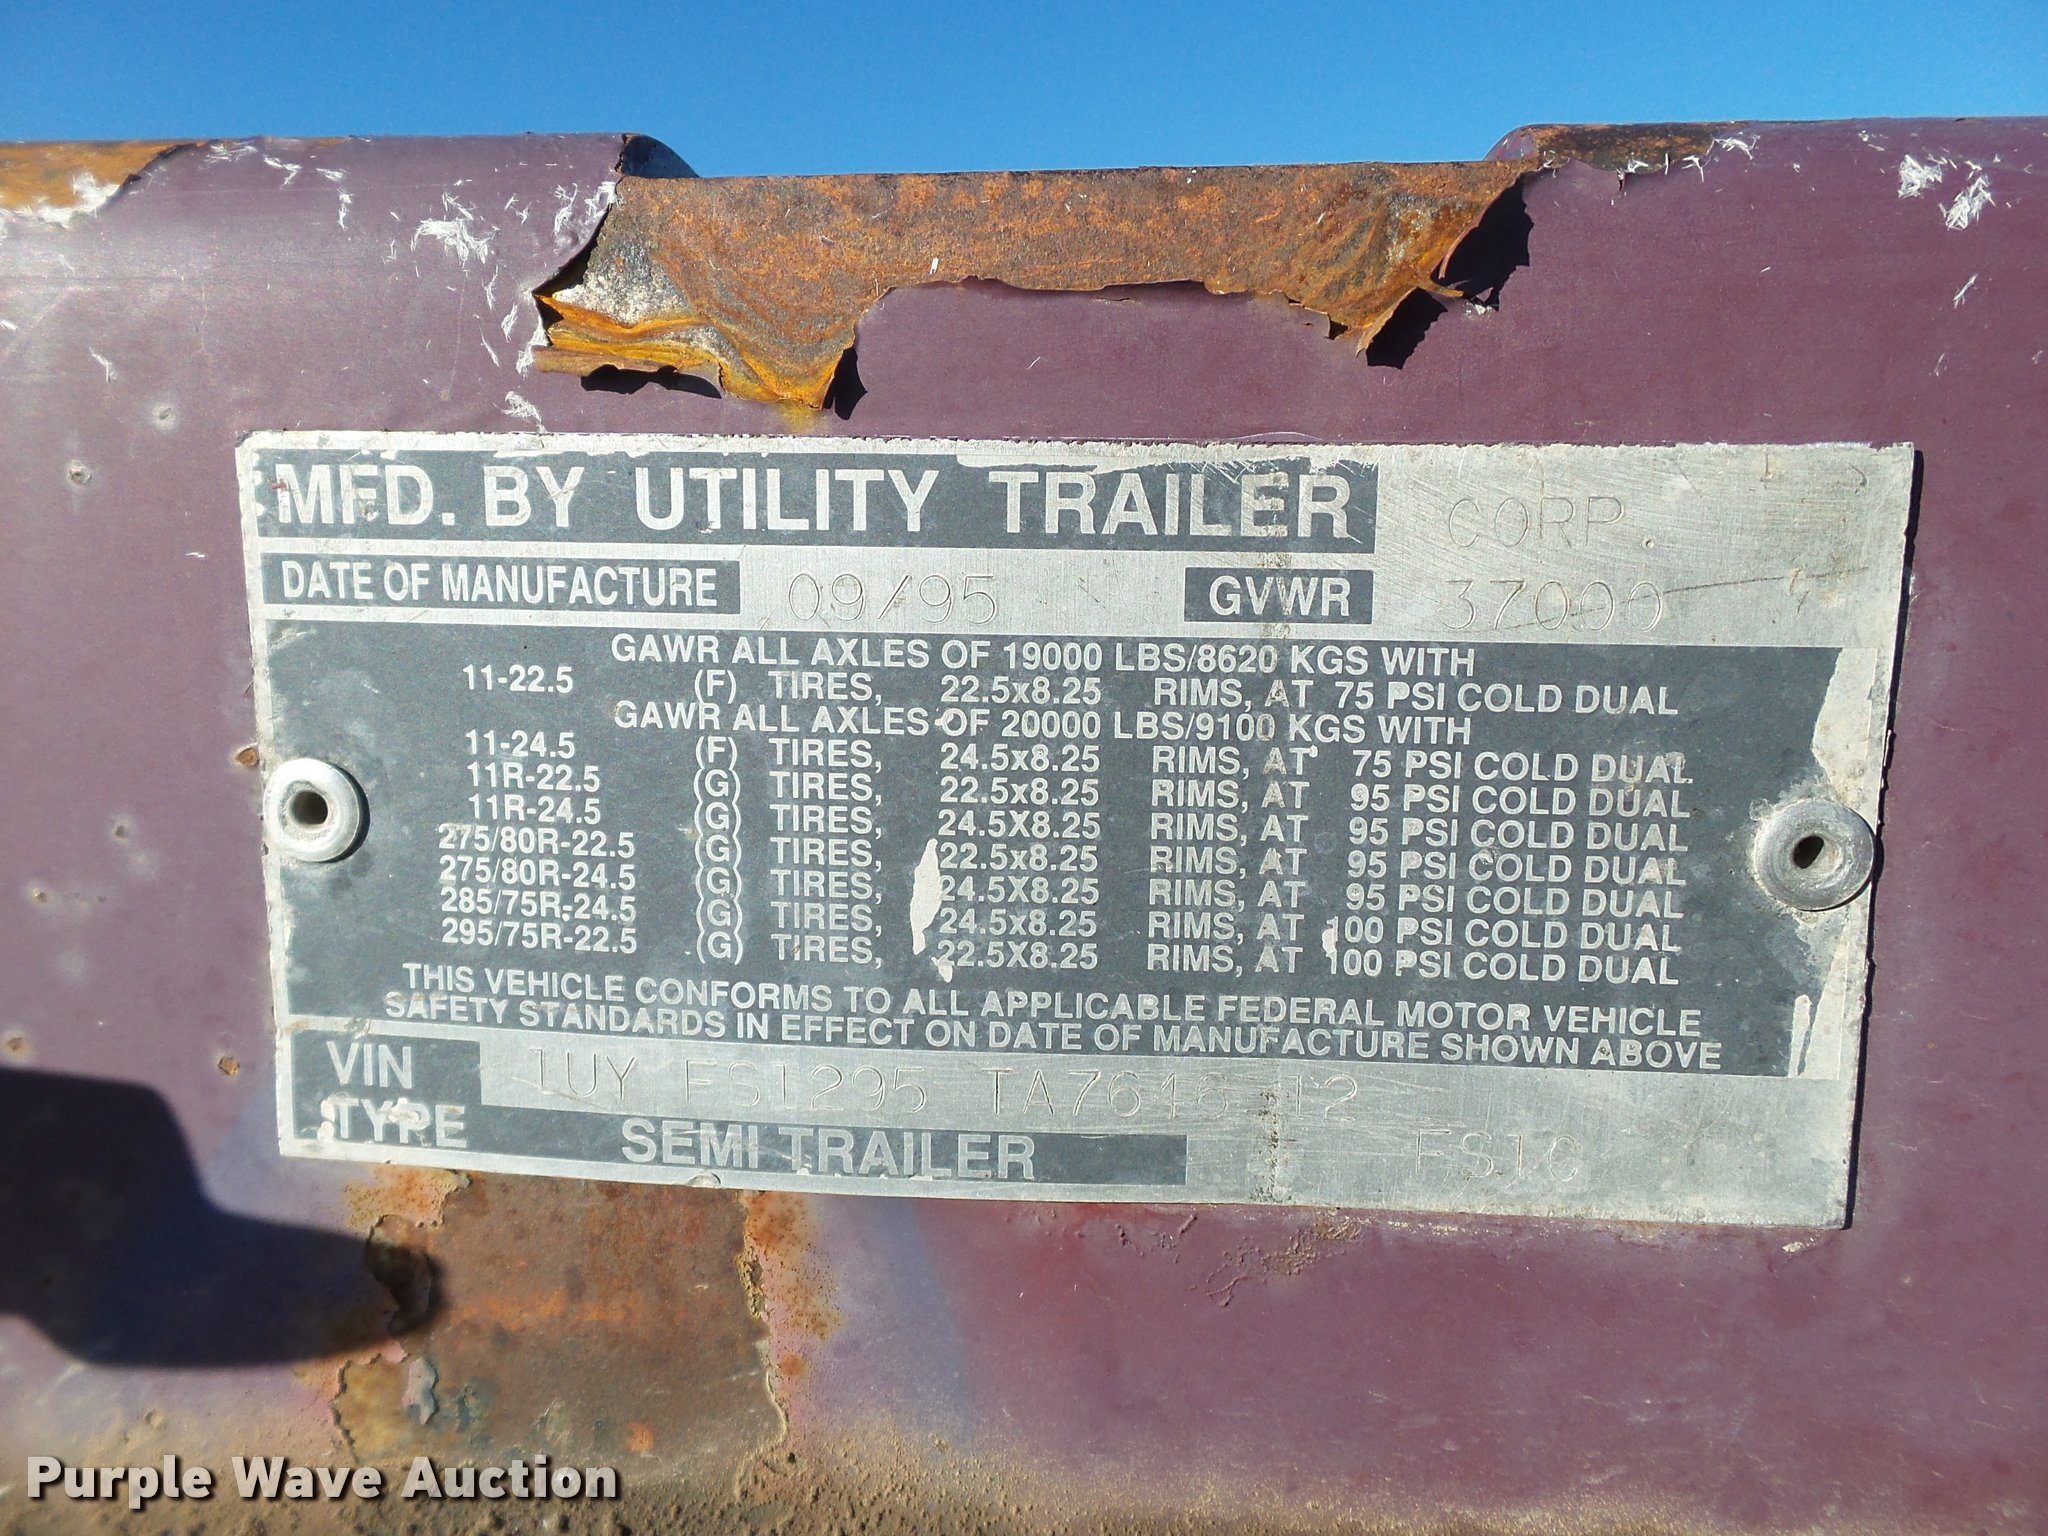 MFD. BY UTILITY TRAILER CORP.
DATE OF MANUFACTURE 09/95 GVWR 37000
GAWR ALL AXLES OF 19000 LBS/8620 KGS WITH
11-22.5 (F) TIRES, 22.5x8.25 RIMS, AT 75 PSI COLD DUAL
GAWR ALL AXLES OF 20000 LBS/9100 KGS WITH
11-24.5 (F) TIRES, 24.5x8.25 RIMS, AT 75 PSI COLD DUAL
11R-22.5 (G) TIRES, 22.5x8.25 RIMS, AT 95 PSI COLD DUAL
11R-24.5 (G) TIRES, 24.5X8.25 RIMS, AT 95 PSI COLD DUAL
275/80R-22.5 (G) TIRES, 22.5x8.25 RIMS, AT 95 PSI COLD DUAL
275/80R-24.5 (G) TIRES, 24.5X8.25 RIMS, AT 95 PSI COLD DUAL
285/75R-24.5 (G) TIRES, 24.5X8.25 RIMS, AT 100 PSI COLD DUAL
295/75R-22.5 (G) TIRES, 22.5X8.25 RIMS, AT 100 PSI COLD DUAL
THIS VEHICLE CONFORMS TO ALL APPLICABLE FEDERAL MOTOR VEHICLE
SAFETY STANDARDS IN EFFECT ON DATE OF MANUFACTURE SHOWN ABOVE
VIN 1UY FS1295 TA7646 12
TYPE SEMI TRAILER FS1C
Purple Wave Auction